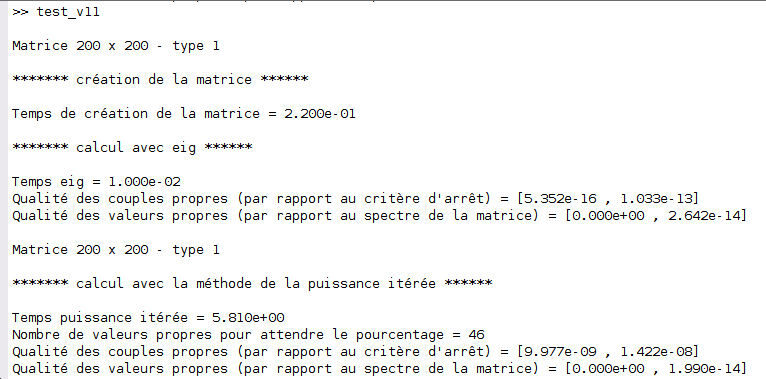 >> test_v11
Matrice 200 x 200 - type 1
******* création de la matrice ******
Temps de création de la matrice = 2.200e-01
******* calcul avec eig ******
Temps eig = 1.000e-02
Qualité des couples propres (par rapport au critère d'arrêt) = [5.352e-16 , 1.033e-13]
Qualité des valeurs propres (par rapport au spectre de la matrice) = [0.000e+00 , 2.642e-14]
Matrice 200 x 200 - type 1
******* calcul avec la méthode de la puissance itérée ******
Temps puissance itérée = 5.810e+00
Nombre de valeurs propres pour attendre le pourcentage = 46
Qualité des couples propres (par rapport au critère d'arrêt) = [9.977e-09 , 1.422e-08]
Qualité des valeurs propres (par rapport au spectre de la matrice) = [0.000e+00 , 1.990e-14]